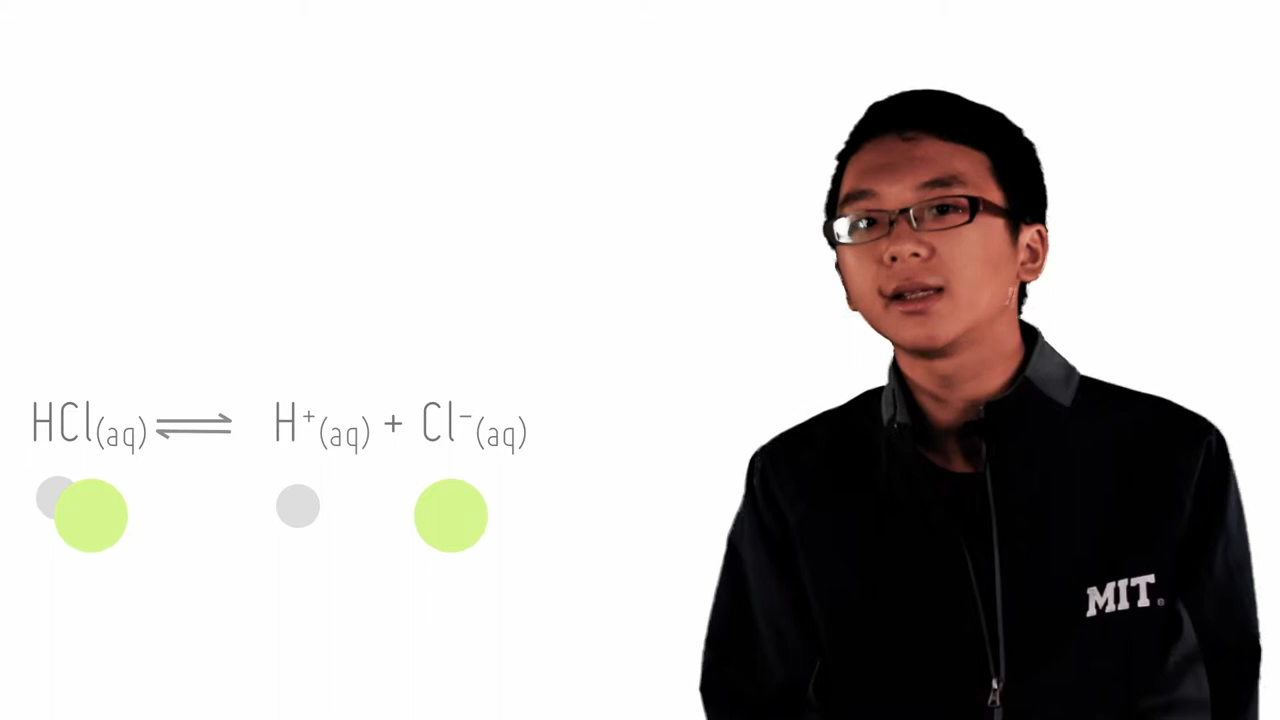 HCl(aq) ⇌ H⁺(aq) + Cl⁻(aq)
MIT